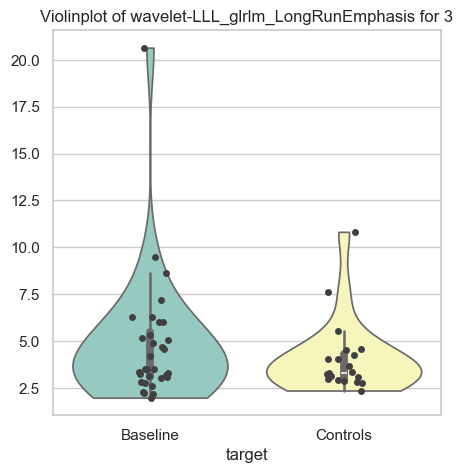 Violinplot of wavelet-LLL_glrlm_LongRunEmphasis for 3
20.0
17.5
15.0
12.5
10.0
7.5
5.0
2.5
Baseline Controls
target